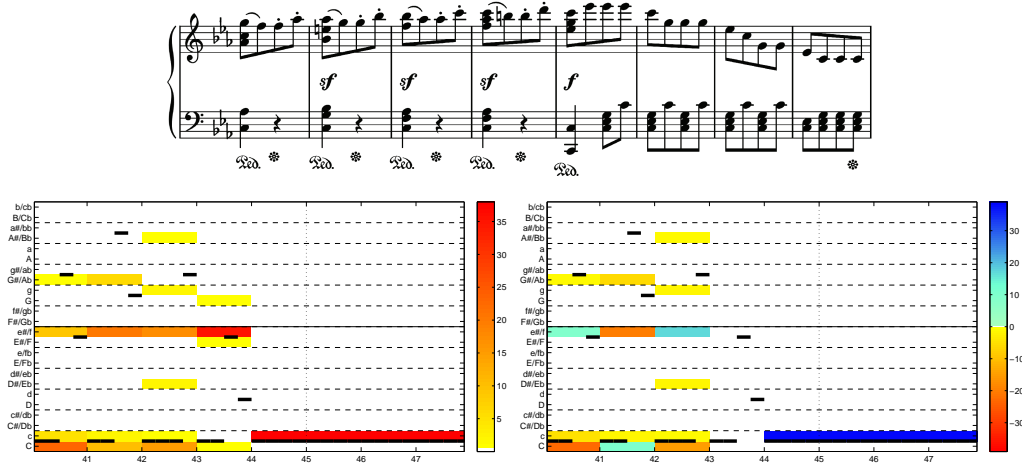 sf sf sf f
Ped. Ped. Ped. Ped. Ped.
b/cb
B/Cb
a#/bb
A#/Bb
a
A
g#/ab
G#/Ab
g
G
f#/gb
F#/Gb
e#/f
E#/F
e/fb
E/Fb
d#/eb
D#/Eb
d
D
c#/db
C#/Db
c
C
41 42 43 44 45 46 47
35
30
25
20
15
10
5
b/cb
B/Cb
a#/bb
A#/Bb
a
A
g#/ab
G#/Ab
g
G
f#/gb
F#/Gb
e#/f
E#/F
e/fb
E/Fb
d#/eb
D#/Eb
d
D
c#/db
C#/Db
c
C
41 42 43 44 45 46 47
30
20
10
0
−10
−20
−30